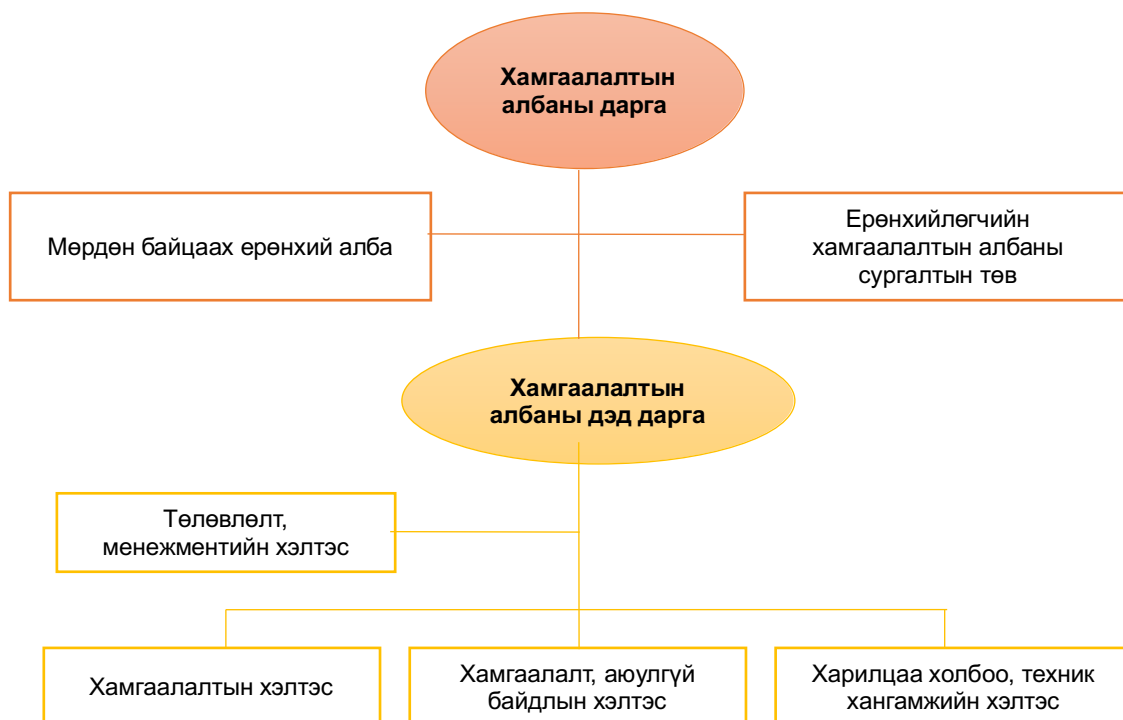 Хамгаалалтын
албаны дарга
Мөрдөн байцаах ерөнхий алба
Ерөнхийлөгчийн
хамгаалалтын албаны
сургалтын төв
Хамгаалалтын
албаны дэд дарга
Төлөвлөлт,
менежментийн хэлтэс
Хамгаалалтын хэлтэс
Хамгаалалт, аюулгүй
байдлын хэлтэс
Харилцаа холбоо, техник
хангамжийн хэлтэс